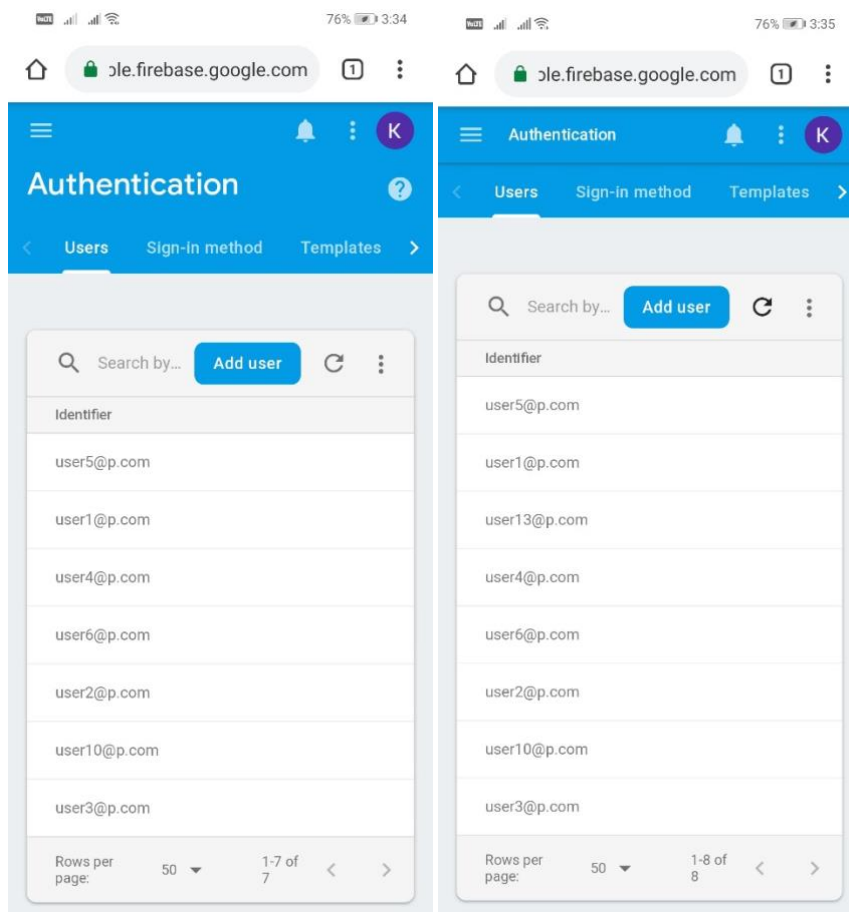 VoLTE 76% 3:34
ole.firebase.google.com 1
K
Authentication ?
Users Sign-in method Templates
Search by... Add user
Identifier
user5@p.com
user1@p.com
user4@p.com
user6@p.com
user2@p.com
user10@p.com
user3@p.com
Rows per page: 50 1-7 of 7
VoLTE 76% 3:35
ole.firebase.google.com 1
Authentication K
Users Sign-in method Templates
Search by... Add user
Identifier
user5@p.com
user1@p.com
user13@p.com
user4@p.com
user6@p.com
user2@p.com
user10@p.com
user3@p.com
Rows per page: 50 1-8 of 8